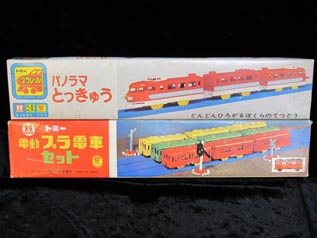 トミー
プラレール
パノラマ
とっきゅう
どんどんひろがるぼくらのてつどう
トミー
電動 プラ電車
セット